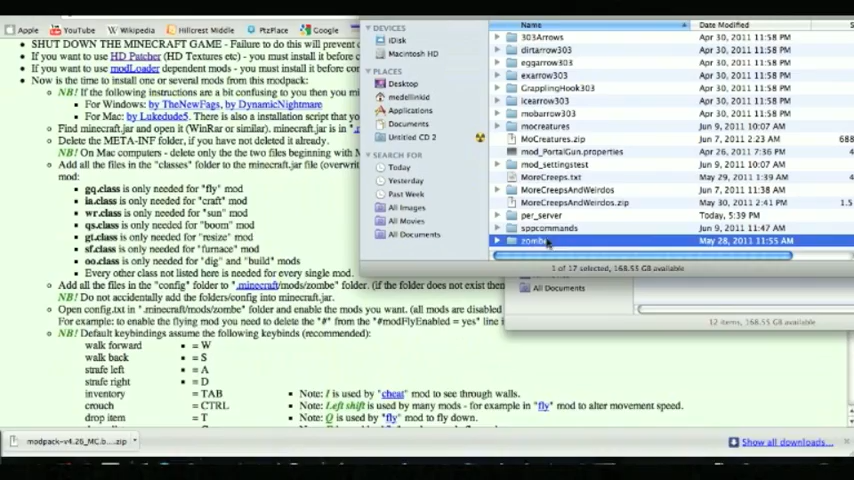 Apple YouTube Wikipedia Hillcrest Middle PtzPlace Google
SHUT DOWN THE MINECRAFT GAME - Failure to do this will prevent
If you want to use HD Patcher (HD Textures etc) - you must install it before
If you want to use modLoader dependent mods - you must install it before
Now is the time to install one or several mods from this modpack:
NB! If the following instructions are a bit confusing to you then you
For Windows: by TheNewFags, by DynamicNightmare
For Mac: by Lukedude5. There is also a installation script that
Find minecraft.jar and open it (WinRar or similar). minecraft.jar is in
Delete the META-INF folder, if you have not deleted it already.
NB! On Mac computers - delete only the the two files beginning with
Add all the files in the "classes" folder to the minecraft.jar file
mod:
gq.class is only needed for "fly" mod
ia.class is only needed for "craft" mod
wr.class is only needed for "sun" mod
qs.class is only needed for "boom" mod
gt.class is only needed for "resize" mod
sf.class is only needed for "furnace" mod
oo.class is only needed for "dig" and "build" mods
Every other class not listed here is needed for every single mod.
Add all the files in the "config" folder to ".minecraft/mods/zombe" folder. (if the folder does not exist
NB! Do not accidentally add the folders/config into minecraft.jar.
Open config.txt in ".minecraft/mods/zombe" folder and enable the mods you want. (all mods are disabled
For example: to enable the flying mod you need to delete the "#" from the "#modFlyEnabled = yes" line
NB! Default keybindings assume the following keybinds (recommended):
walk forward = W
walk back = S
strafe left = A
strafe right = D
inventory = TAB Note: I is used by "cheat" mod to see through walls.
crouch = CTRL Note: Left shift is used by many mods - for example in "fly" mod to alter movement speed.
drop item = T Note: Q is used by "fly" mod to fly down.
DEVICES
iDisk
Macintosh HD
PLACES
Desktop
medellinkid
Applications
Documents
Untitled CD 2
SEARCH FOR
Today
Yesterday
Past Week
All Images
All Movies
All Documents
Name Date Modified
303Arrows Apr 30, 2011 11:58 PM
dirtarrow303 Apr 30, 2011 11:58 PM
eggarrow303 Apr 30, 2011 11:58 PM
exarrow303 Apr 30, 2011 11:58 PM
GrapplingHook303 Apr 30, 2011 11:58 PM
icearrow303 Apr 30, 2011 11:58 PM
mobarrow303 Apr 30, 2011 11:58 PM
mocreatures Jun 9, 2011 10:07 AM
MoCreatures.zip Jun 7, 2011 2:23 AM 688
mod_PortalGun.properties Apr 26, 2011 7:36 PM
mod_settingstest Jun 9, 2011 10:07 AM
MoreCreeps.txt May 29, 2011 1:39 AM
MoreCreepsAndWeirdos Jun 7, 2011 11:38 AM
MoreCreepsAndWeirdos.zip May 30, 2011 2:41 PM 1.5
per_server Today, 5:39 PM
sppcommands Jun 9, 2011 11:47 AM
May 28, 2011 11:55 AM
1 of 17 selected, 168.55 GB available
All Documents
12 items, 168.55 GB available
modpack-v4.26_MC.b....zip
Show all downloads...